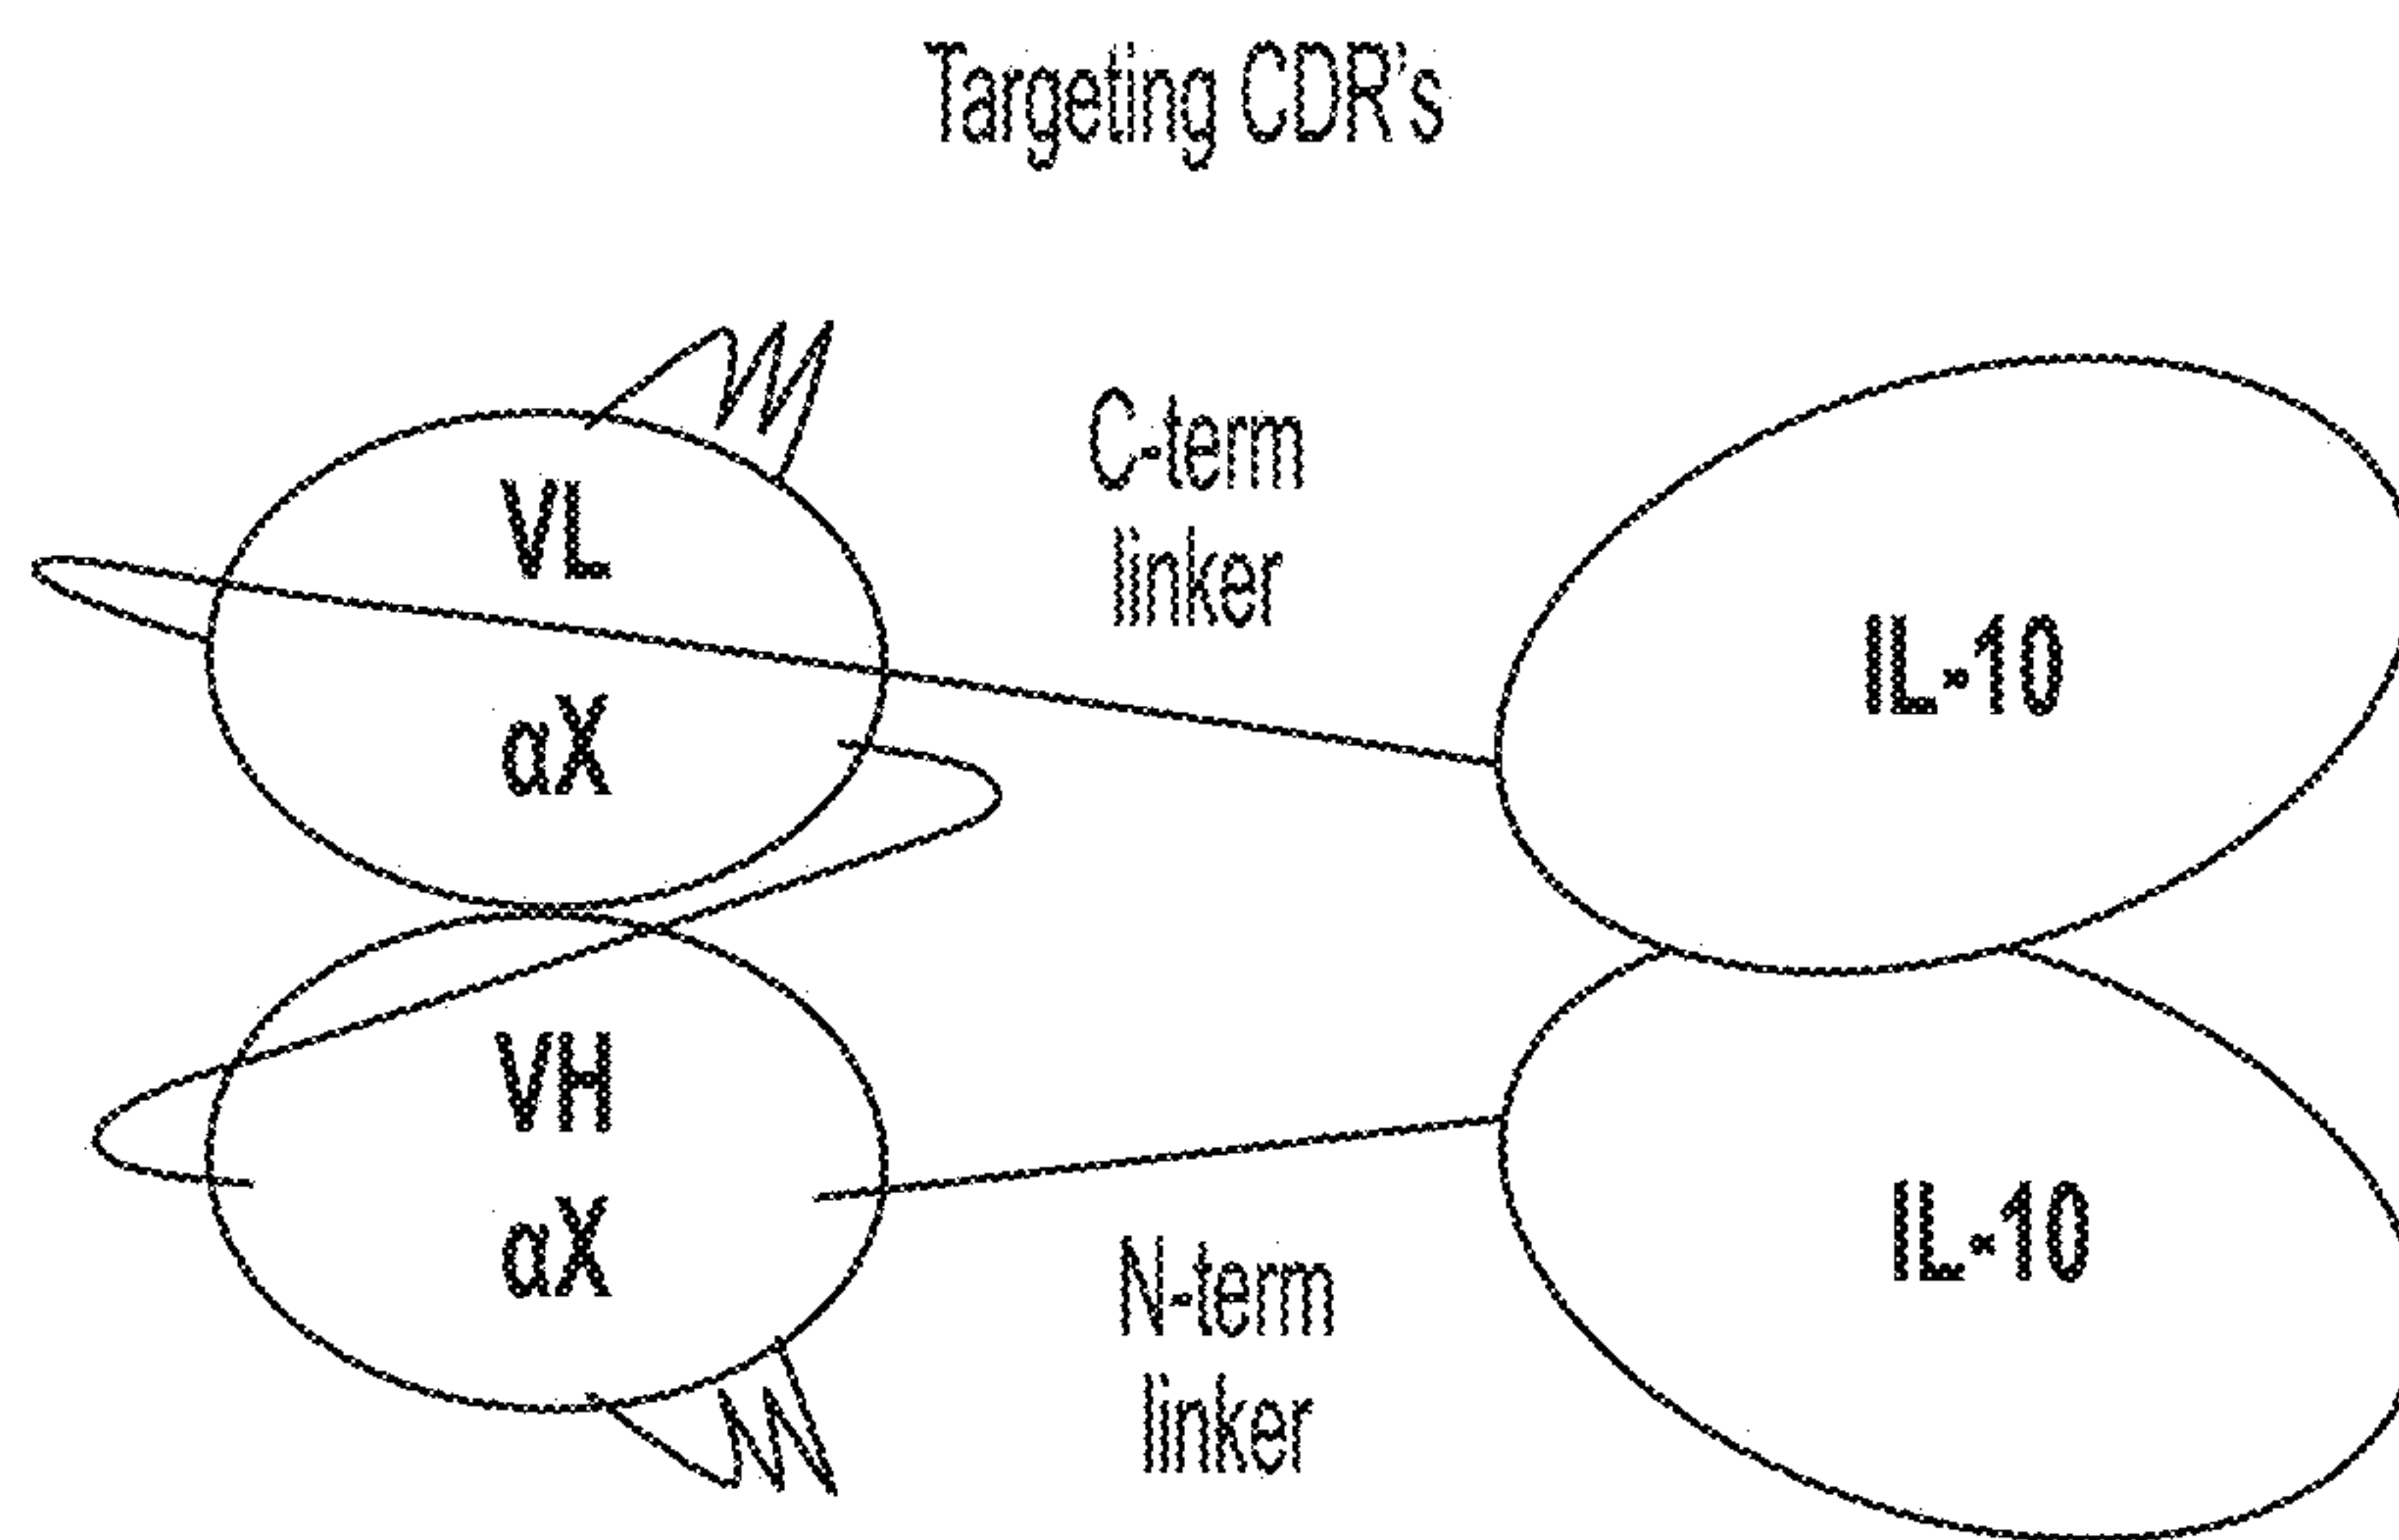 Targeting CDR's
VL
αX
C-term
linker
IL-10
VH
αX
N-term
linker
IL-10